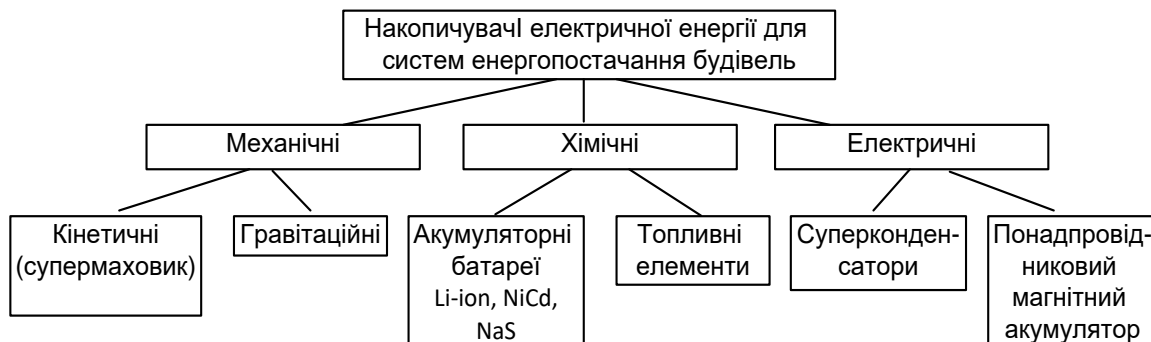 НакопичувачІ електричної енергії для
систем енергопостачання будівель
Механічні
Хімічні
Електричні
Кінетичні
(супермаховик)
Гравітаційні
Акумуляторні
батареї
Li-ion, NiCd,
NaS
Топливні
елементи
Суперконден-
сатори
Понадпровід-
никовий
магнітний
акумулятор